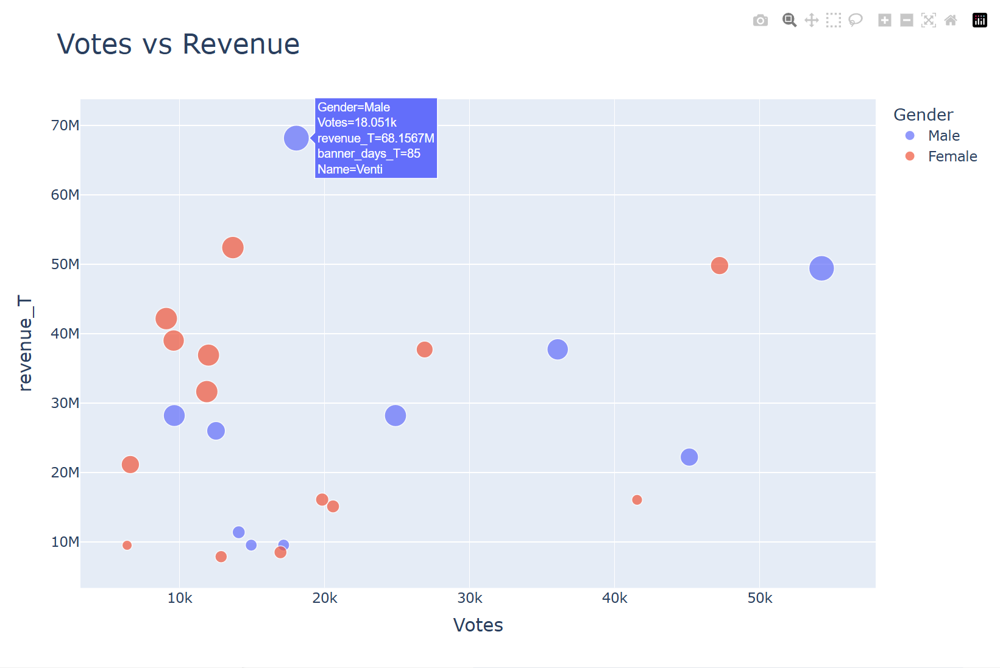 Votes vs Revenue
Gender=Male
Votes=18.051k
revenue_T=68.1567M
banner_days_T=85
Name=Venti
Gender
Male
Female
revenue_T
70M
60M
50M
40M
30M
20M
10M
10k
20k
30k
40k
50k
Votes